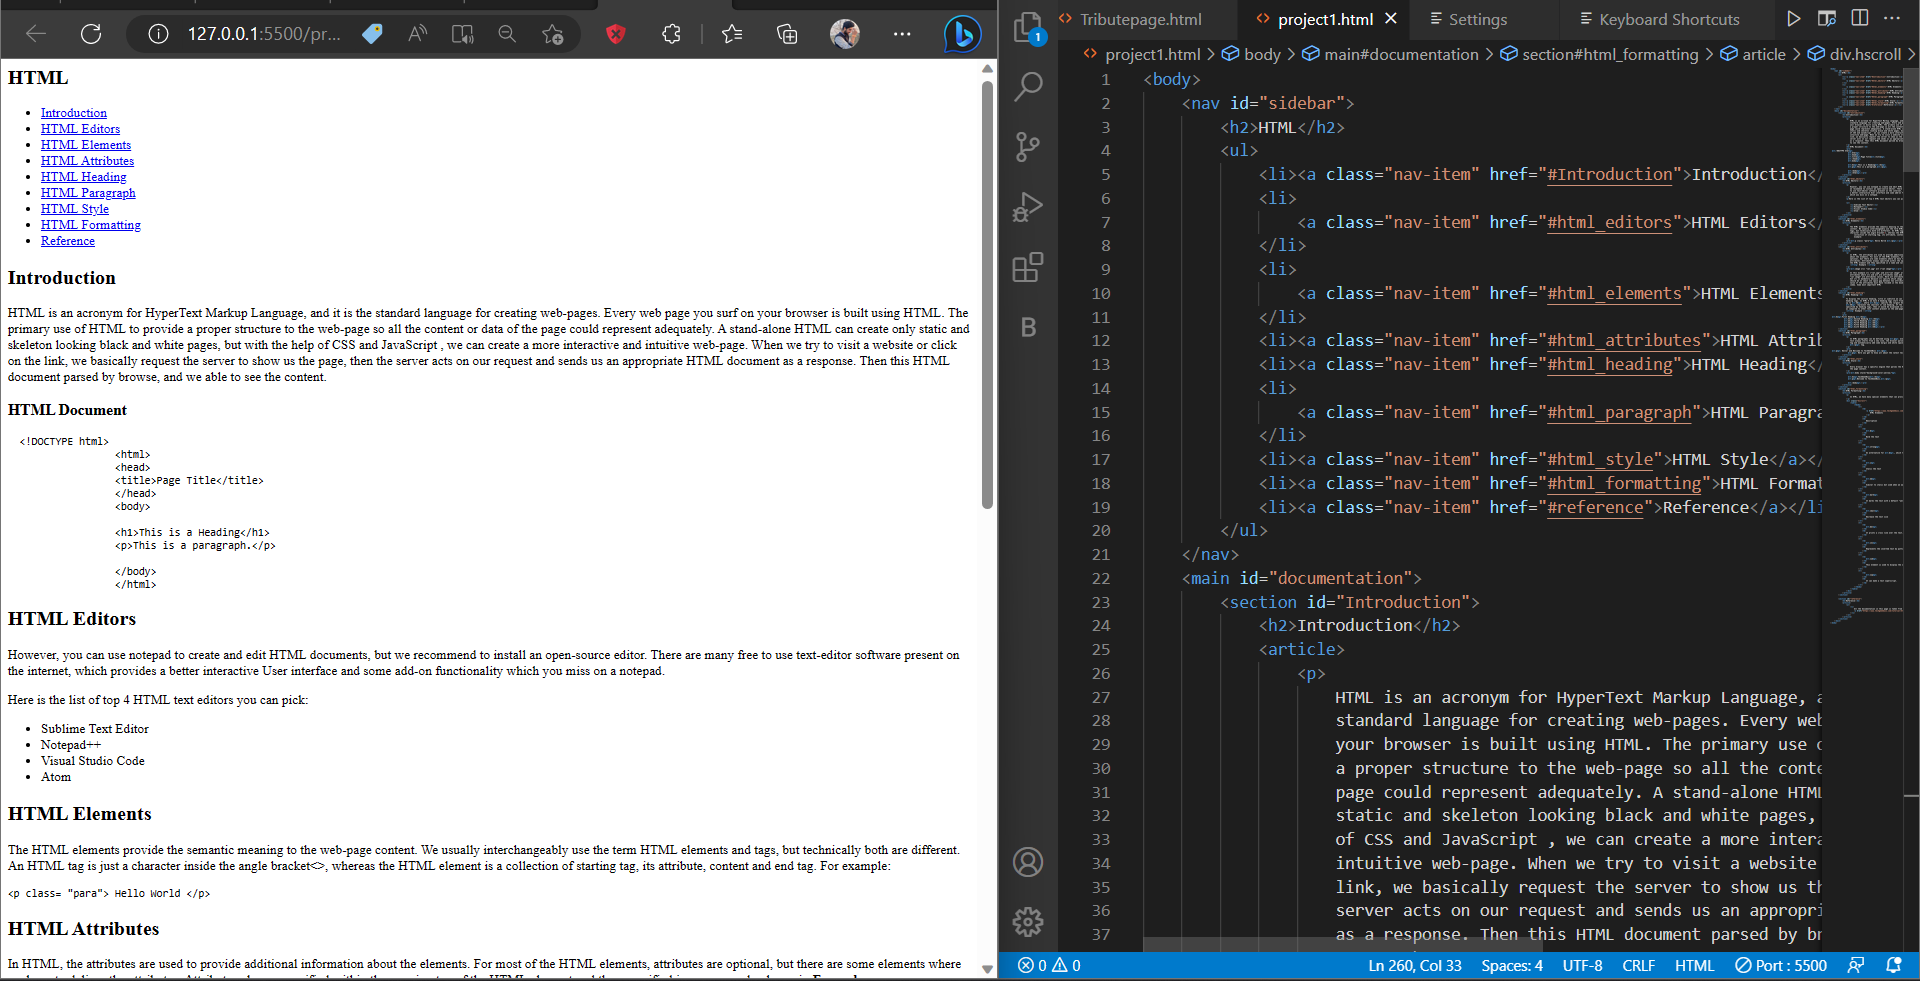 127.0.0.1:5500/pr...
HTML
Introduction
HTML Editors
HTML Elements
HTML Attributes
HTML Heading
HTML Paragraph
HTML Style
HTML Formatting
Reference
Introduction
HTML is an acronym for HyperText Markup Language, and it is the standard language for creating web-pages. Every web page you surf on your browser is built using HTML. The
primary use of HTML to provide a proper structure to the web-page so all the content or data of the page could represent adequately. A stand-alone HTML can create only static and
skeleton looking black and white pages, but with the help of CSS and JavaScript , we can create a more interactive and intuitive web-page. When we try to visit a website or click
on the link, we basically request the server to show us the page, then the server acts on our request and sends us an appropriate HTML document as a response. Then this HTML
document parsed by browse, and we able to see the content.
HTML Document
<!DOCTYPE html>
<html>
<head>
<title>Page Title</title>
</head>
<body>
<h1>This is a Heading</h1>
<p>This is a paragraph.</p>
</body>
</html>
HTML Editors
However, you can use notepad to create and edit HTML documents, but we recommend to install an open-source editor. There are many free to use text-editor software present on
the internet, which provides a better interactive User interface and some add-on functionality which you miss on a notepad.
Here is the list of top 4 HTML text editors you can pick:
Sublime Text Editor
Notepad++
Visual Studio Code
Atom
HTML Elements
The HTML elements provide the semantic meaning to the web-page content. We usually interchangeably use the term HTML elements and tags, but technically both are different.
An HTML tag is just a character inside the angle bracket<>, whereas the HTML element is a collection of starting tag, its attribute, content and end tag. For example:
<p class= "para"> Hello World </p>
HTML Attributes
In HTML, the attributes are used to provide additional information about the elements. For most of the HTML elements, attributes are optional, but there are some elements where
Tributepage.html project1.html Settings Keyboard Shortcuts
project1.html > body > main#documentation > section#html_formatting > article > div.hscroll >
1 <body>
2 <nav id="sidebar">
3 <h2>HTML</h2>
4 <ul>
5 <li><a class="nav-item" href="#Introduction">Introduction</
6 <li>
7 <a class="nav-item" href="#html_editors">HTML Editors</
8 </li>
9 <li>
10 <a class="nav-item" href="#html_elements">HTML Elements
11 </li>
12 <li><a class="nav-item" href="#html_attributes">HTML Attrib
13 <li><a class="nav-item" href="#html_heading">HTML Heading</
14 <li>
15 <a class="nav-item" href="#html_paragraph">HTML Paragra
16 </li>
17 <li><a class="nav-item" href="#html_style">HTML Style</a></
18 <li><a class="nav-item" href="#html_formatting">HTML Format
19 <li><a class="nav-item" href="#reference">Reference</a></li
20 </ul>
21 </nav>
22 <main id="documentation">
23 <section id="Introduction">
24 <h2>Introduction</h2>
25 <article>
26 <p>
27 HTML is an acronym for HyperText Markup Language, a
28 standard language for creating web-pages. Every web
29 your browser is built using HTML. The primary use o
30 a proper structure to the web-page so all the conte
31 page could represent adequately. A stand-alone HTML
32 static and skeleton looking black and white pages,
33 of CSS and JavaScript , we can create a more intera
34 intuitive web-page. When we try to visit a website
35 link, we basically request the server to show us th
36 server acts on our request and sends us an appropri
37 as a response. Then this HTML document parsed by br
1
B
0 0 Ln 260, Col 33 Spaces: 4 UTF-8 CRLF HTML Port : 5500